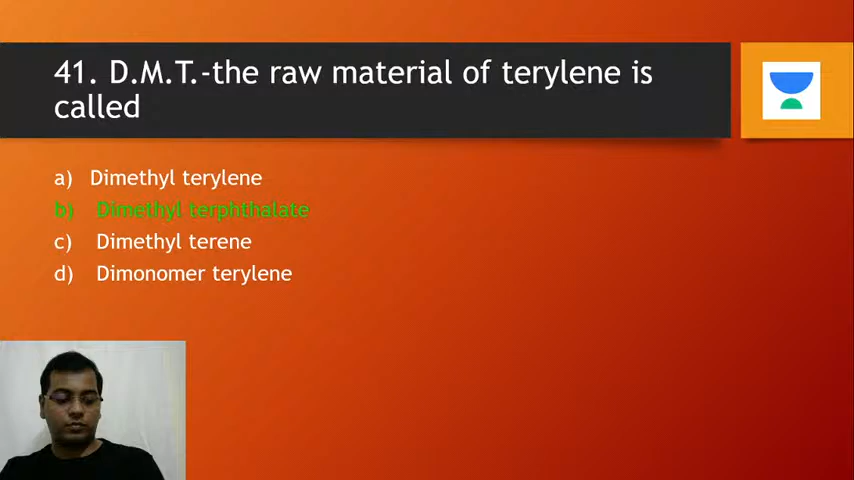 41. D.M.T.-the raw material of terylene is
called
a) Dimethyl terylene
b) Dimethyl terphthalate
c) Dimethyl terene
d) Dimonomer terylene